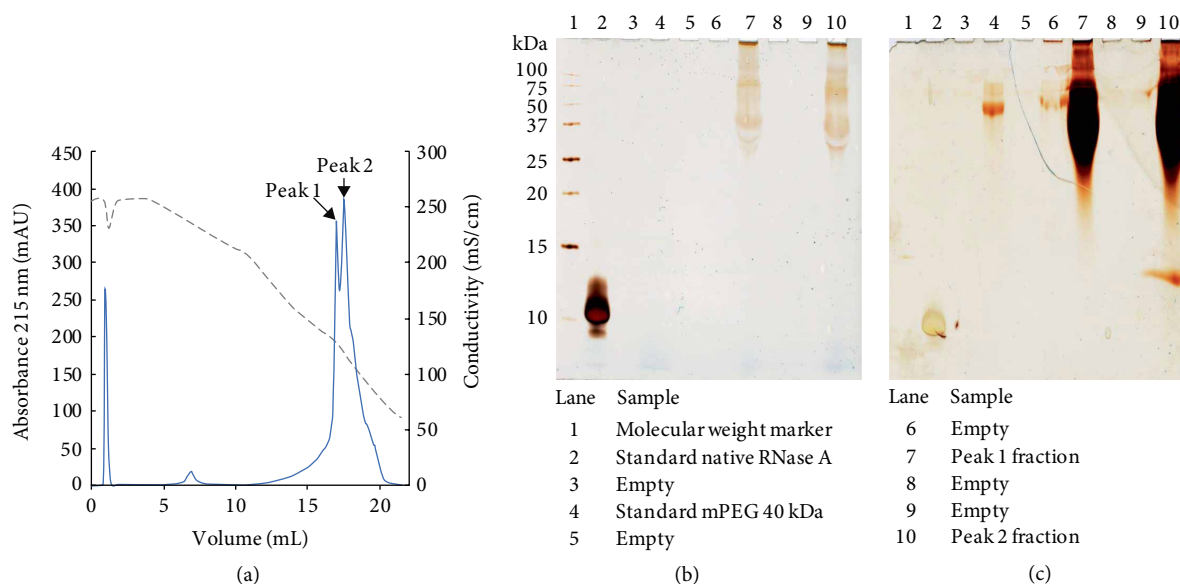 1 2 3 4 5 6 7 8 9 10
1 2 3 4 5 6 7 8 9 10
kDa
100
75
50
37
25
20
15
10
450
400
350
300
250
200
150
100
50
0
300
250
200
150
100
50
0
Peak 1
Peak 2
Absorbance 215 nm (mAU)
Conductivity (mS/cm)
0 5 10 15 20
Volume (mL)
(a)
Lane Sample
1 Molecular weight marker
2 Standard native RNase A
3 Empty
4 Standard mPEG 40 kDa
5 Empty
(b)
Lane Sample
6 Empty
7 Peak 1 fraction
8 Empty
9 Empty
10 Peak 2 fraction
(c)